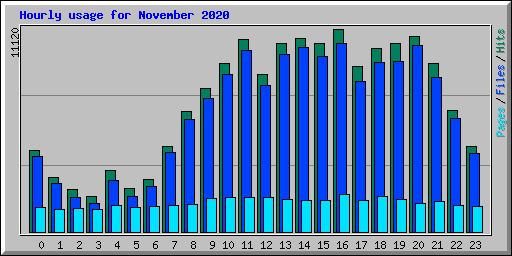 Hourly usage for November 2020
11120
Pages/Files/Hits
0 1 2 3 4 5 6 7 8 9 10 11 12 13 14 15 16 17 18 19 20 21 22 23